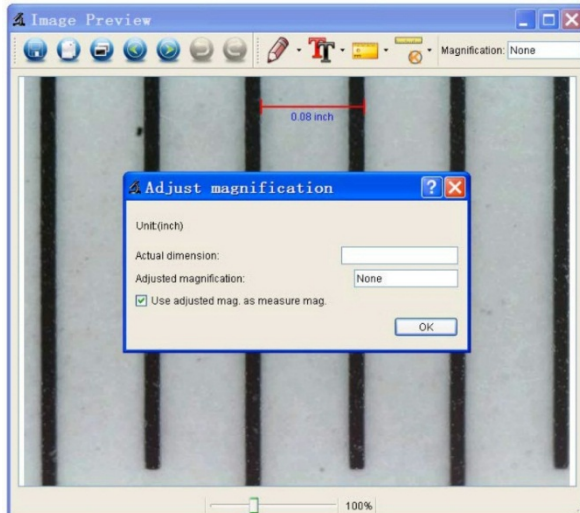 Image Preview
Magnification: None
0.08 inch
Adjust magnification
Unit:(inch)
Actual dimension:
Adjusted magnification: None
Use adjusted mag. as measure mag.
OK
100%